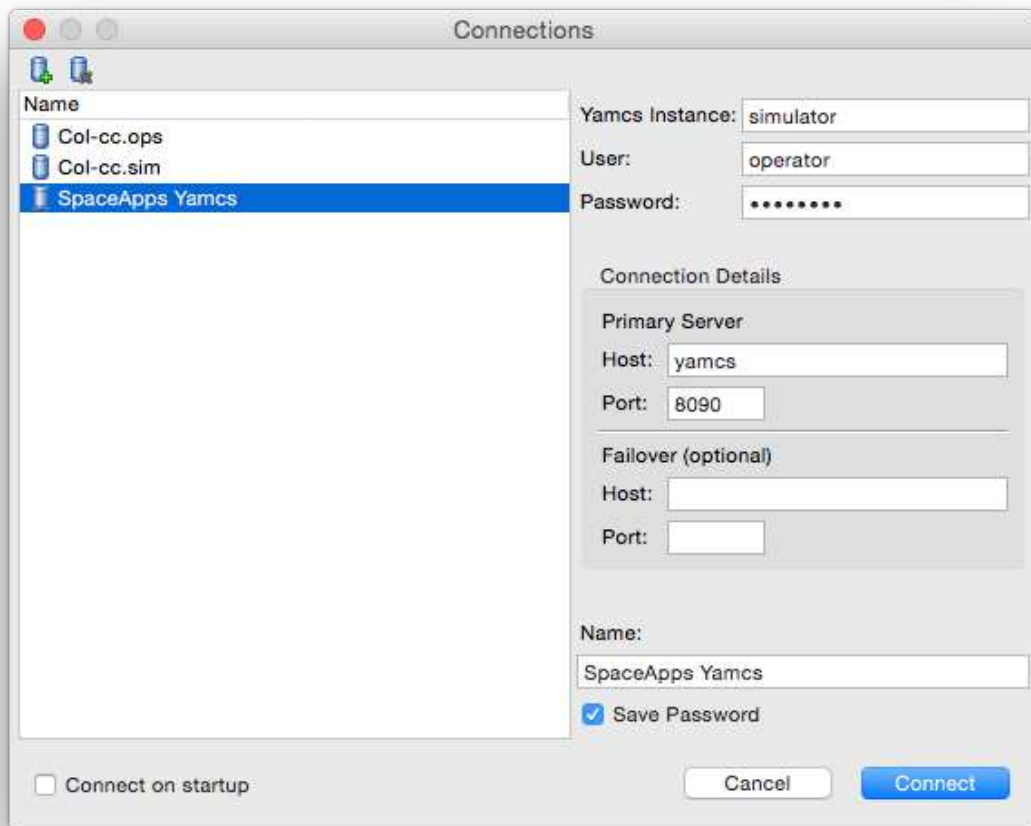 Connections
Name
Col-cc.ops
Col-cc.sim
SpaceApps Yamcs
Yamcs Instance: simulator
User: operator
Password: ••••••••
Connection Details
Primary Server
Host: yamcs
Port: 8090
Failover (optional)
Host:
Port:
Name:
SpaceApps Yamcs
Save Password
Connect on startup
Cancel
Connect